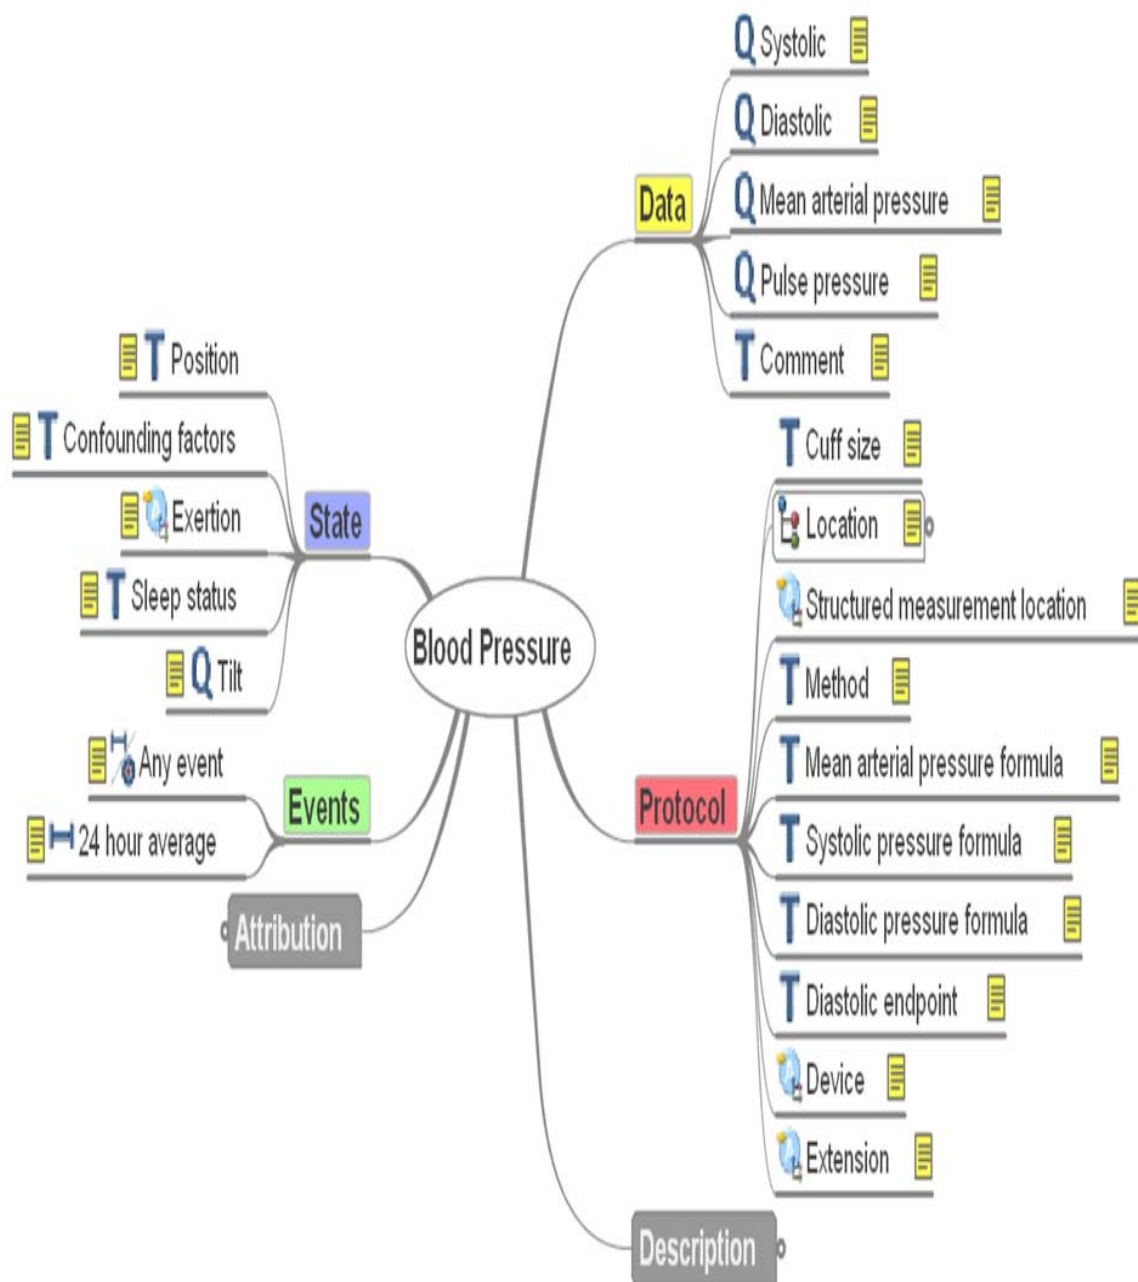 Blood Pressure
Data
Q Systolic
Q Diastolic
Q Mean arterial pressure
Q Pulse pressure
T Comment
Protocol
T Cuff size
Location
Structured measurement location
T Method
T Mean arterial pressure formula
T Systolic pressure formula
T Diastolic pressure formula
T Diastolic endpoint
Device
Extension
Description
State
T Position
T Confounding factors
Exertion
T Sleep status
Q Tilt
Events
Any event
24 hour average
Attribution